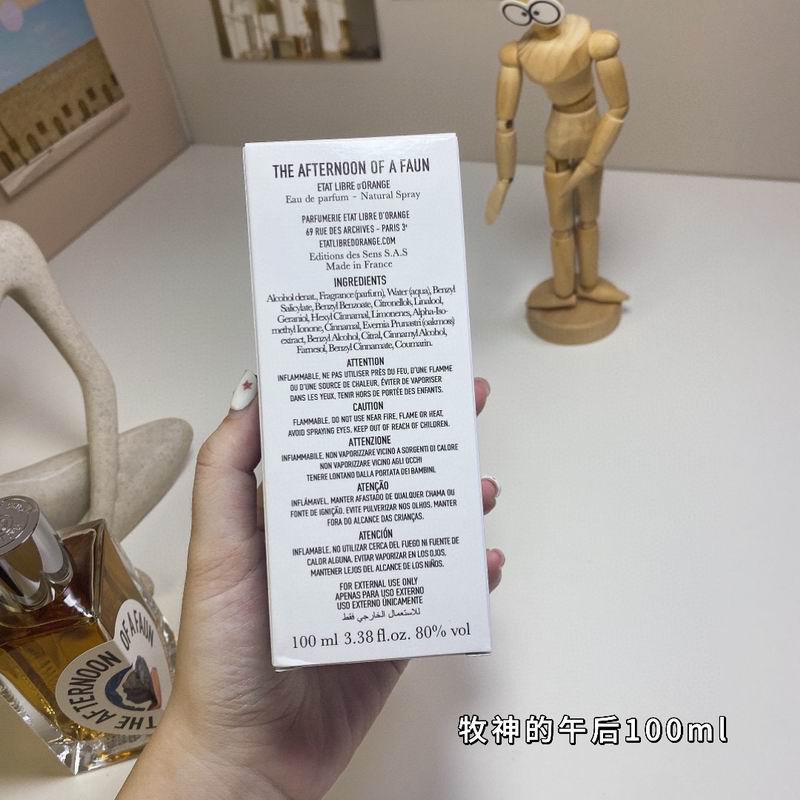 THE AFTERNOON OF A FAUN
ETAT LIBRE D'ORANGE
Eau de parfum - Natural Spray
PARFUMERIE ETAT LIBRE D'ORANGE
69 RUE DES ARCHIVES - PARIS 3e
ETATLIBREDORANGE.COM
Editions des Sens S.A.S
Made in France
INGREDIENTS
Alcohol denat., Fragrance (parfum), Water (aqua), Benzyl
Salicylate, Benzyl Benzoate, Citronellols, Linalool,
Geraniol, Hexyl Cinnamal, Limonenes, Alpha-Iso-
methyl Ionone, Cinnamal, Evernia Prunastri (oakmoss)
extract, Benzyl Alcohol, Citral, Cinnamyl Alcohol,
Farnesol, Benzyl Cinnamate, Coumarin.
ATTENTION
INFLAMMABLE, NE PAS UTILISER PRÈS DU FEU, D'UNE FLAMME
OU D'UNE SOURCE DE CHALEUR, ÉVITER DE VAPORISER
DANS LES YEUX, TENIR HORS DE PORTÉE DES ENFANTS.
CAUTION
FLAMMABLE, DO NOT USE NEAR FIRE, FLAME OR HEAT,
AVOID SPRAYING EYES, KEEP OUT OF REACH OF CHILDREN.
ATTENZIONE
INFIAMMABILE, NON VAPORIZZARE VICINO A SORGENTI DI CALORE
NON VAPORIZZARE VICINO AGLI OCCHI
TENERE LONTANO DALLA PORTATA DEI BAMBINI.
ATENÇÃO
INFLÁMAVEL, MANTER AFASTADO DE QUALQUER CHAMA OU
FONTE DE IGNIÇÃO, EVITE PULVERIZAR NOS OLHOS, MANTER
FORA DO ALCANCE DAS CRIANÇAS.
ATENCIÓN
INFLAMABLE, NO UTILIZAR CERCA DEL FUEGO NI FUENTE DE
CALOR ALGUNA, EVITAR VAPORIZAR EN LOS OJOS,
MANTENER LEJOS DEL ALCANCE DE LOS NIÑOS.
FOR EXTERNAL USE ONLY
APENAS PARA USO EXTERNO
USO EXTERNO ÚNICAMENTE
للاستعمال الخارجي فقط
100 ml 3.38 fl.oz. 80% vol
THE AFTERNOON OF A FAUN
牧神的午后100ml